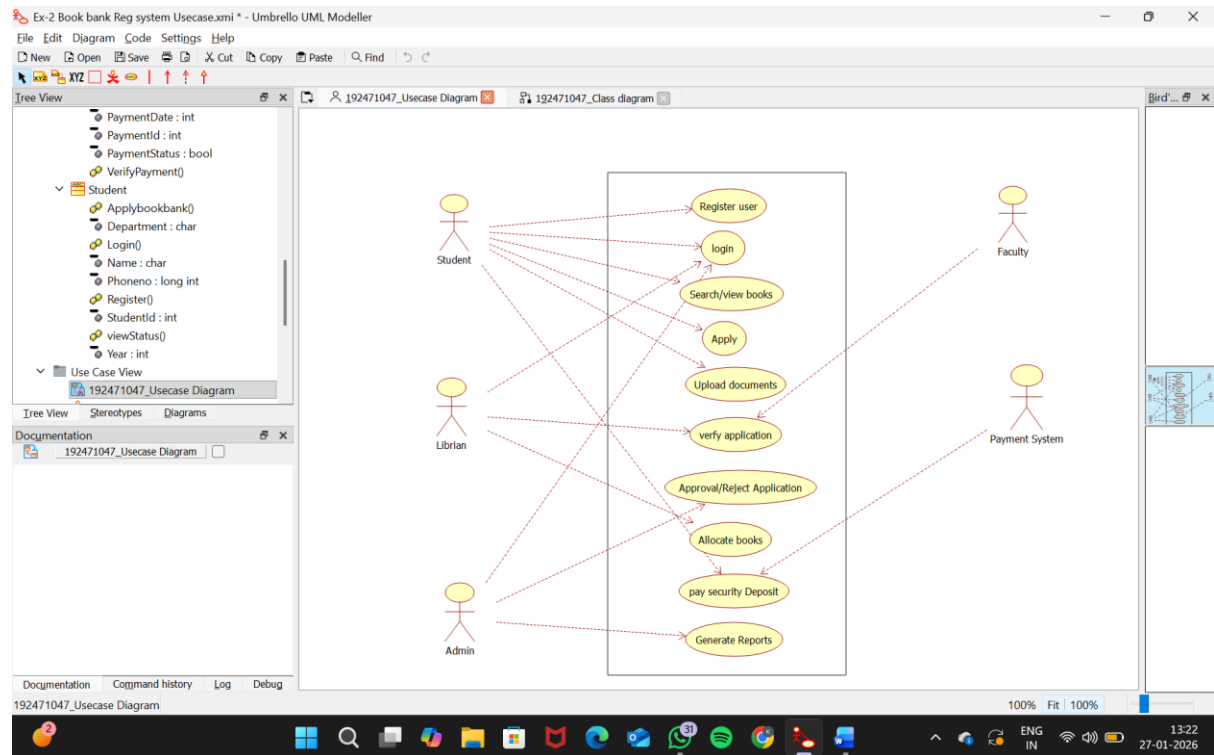 Ex-2 Book bank Reg system Usecase.xmi * - Umbrello UML Modeller
File Edit Diagram Code Settings Help
New Open Save Cut Copy Paste Find
XYZ XYZ
Tree View
192471047_Usecase Diagram 192471047_Class diagram
Bird'...
PaymentDate : int
PaymentId : int
PaymentStatus : bool
VerifyPayment()
ABC
Student
Applybookbank()
Department : char
Login()
Name : char
Phoneno : long int
Register()
StudentId : int
viewStatus()
Year : int
Use Case View
192471047_Usecase Diagram
Tree View Stereotypes Diagrams
Documentation
192471047_Usecase Diagram
Documentation Command history Log Debug
Student
Librian
Admin
Register user
login
Search/view books
Apply
Upload documents
verfy application
Approval/Reject Application
Allocate books
pay security Deposit
Generate Reports
Faculty
Payment System
192471047_Usecase Diagram
100% Fit 100%
2
31
ENG
IN
13:22
27-01-2026